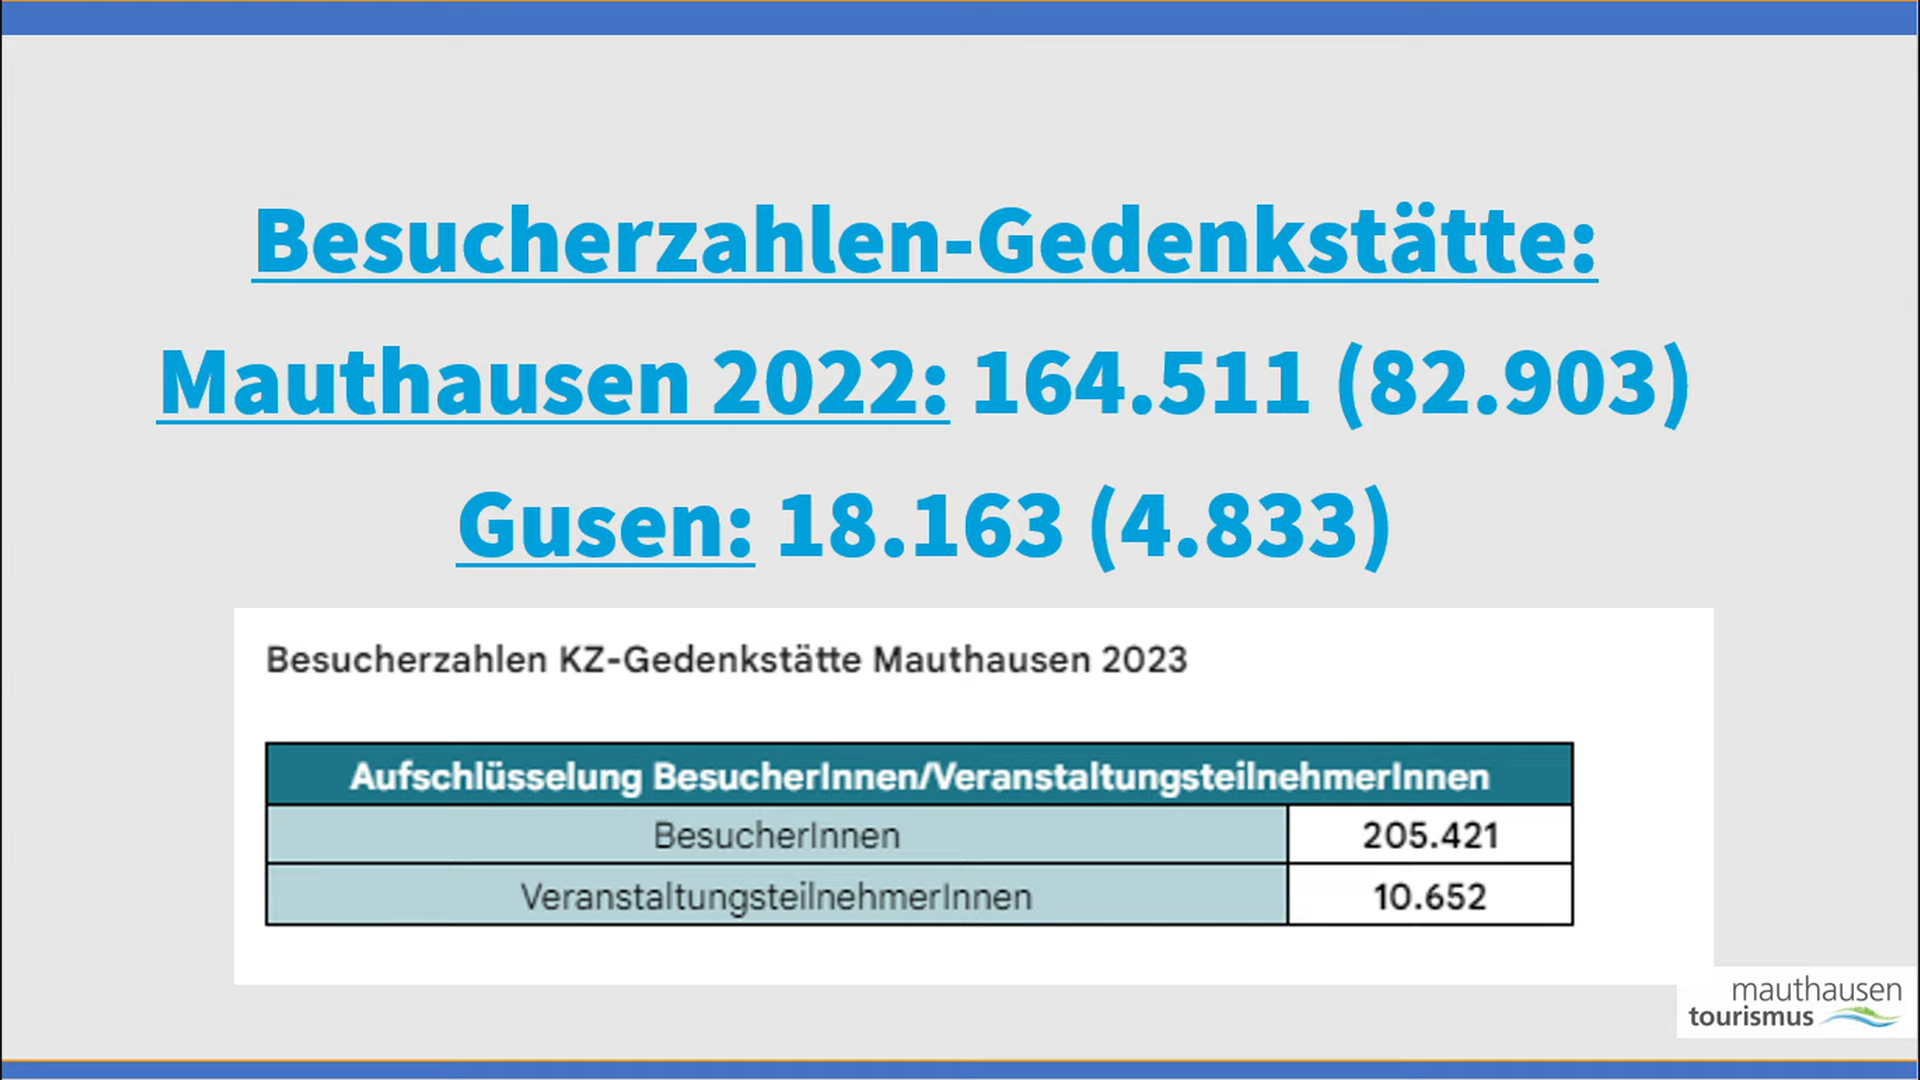 Besucherzahlen-Gedenkstätte:
Mauthausen 2022: 164.511 (82.903)
Gusen: 18.163 (4.833)
Besucherzahlen KZ-Gedenkstätte Mauthausen 2023
Aufschlüsselung BesucherInnen/VeranstaltungsteilnehmerInnen
BesucherInnen 205.421
VeranstaltungsteilnehmerInnen 10.652
mauthausen
tourismus